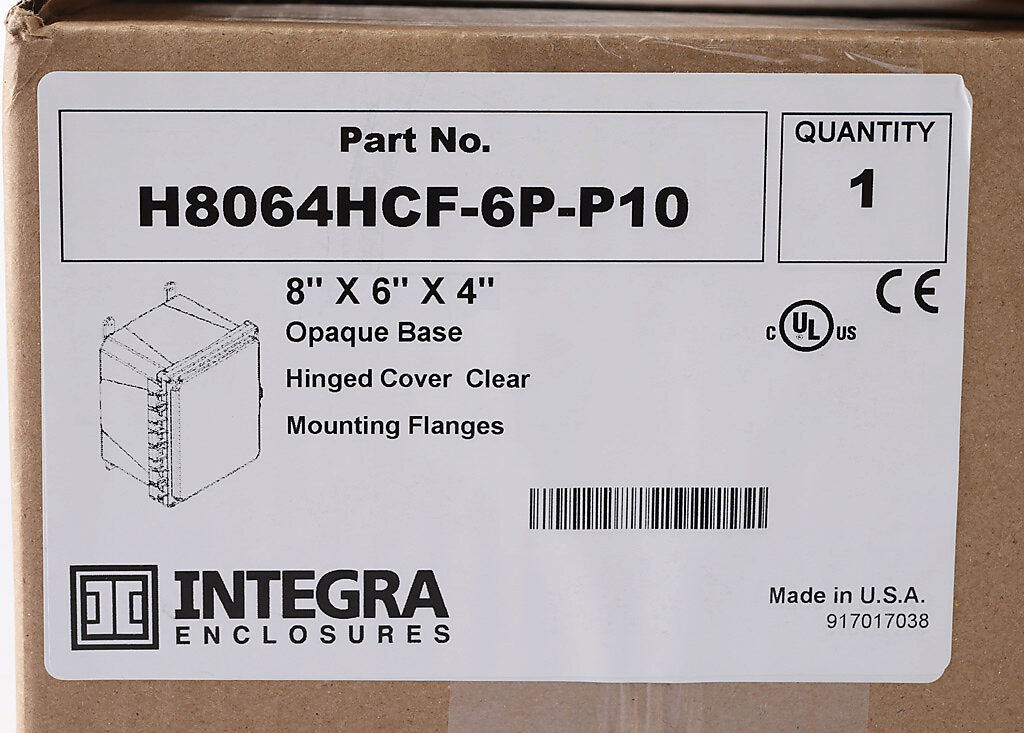 Part No.
H8064HCF-6P-P10
QUANTITY
1
8" X 6" X 4"
Opaque Base
Hinged Cover Clear
Mounting Flanges
CE
C UL US
INTEGRA
ENCLOSURES
Made in U.S.A.
917017038